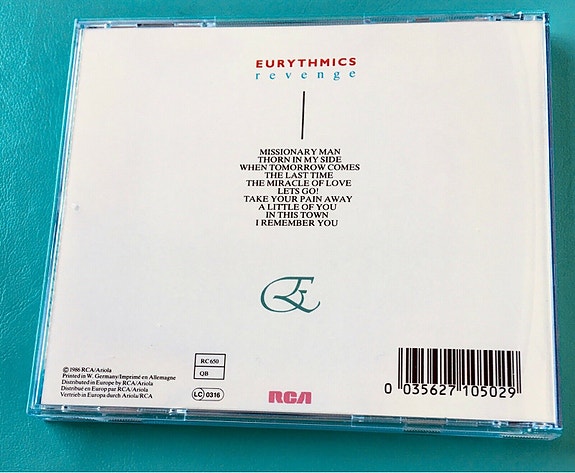 EURYTHMICS
revenge
MISSIONARY MAN
THORN IN MY SIDE
WHEN TOMORROW COMES
THE LAST TIME
THE MIRACLE OF LOVE
LETS GO!
TAKE YOUR PAIN AWAY
A LITTLE OF YOU
IN THIS TOWN
I REMEMBER YOU
© 1986 RCA/Ariola
Printed in W. Germany/Imprimé en Allemagne
Distributed in Europe by RCA/Ariola
Distribué en Europ par RCA/Ariola
Vertrieb in Europa durch Ariola/RCA
RC 650
QB
LC 0316
RCA
0 035627 105029